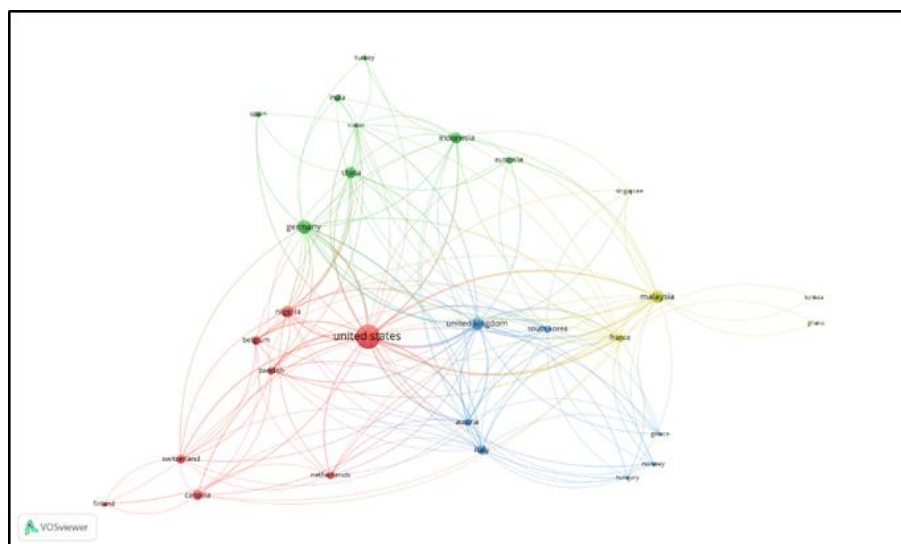 turkey
india
spain
indonesia
australia
china
singapore
germany
malaysia
nigeria
united kingdom
south korea
united states
france
ghana
belgium
sweden
austria
greece
italy
norway
hungary
switzerland
netherlands
canada
finland
VOSviewer